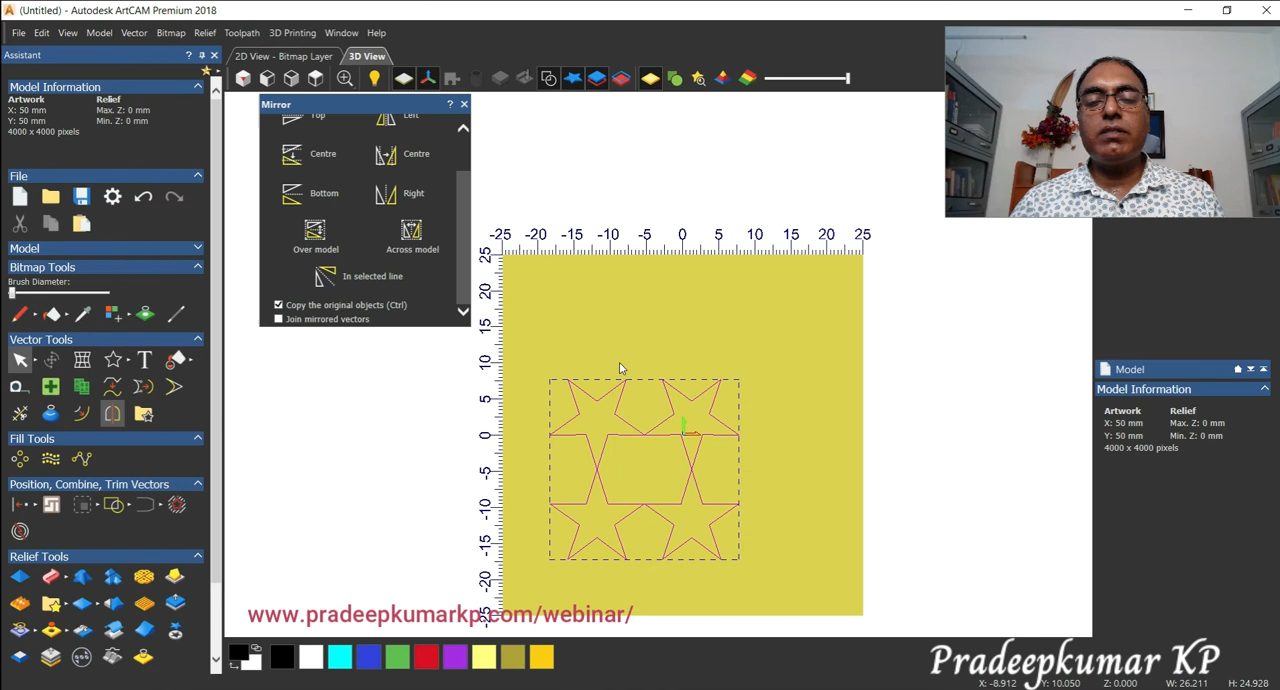 (Untitled) - Autodesk ArtCAM Premium 2018
File Edit View Model Vector Bitmap Relief Toolpath 3D Printing Window Help
Assistant
?
2D View - Bitmap Layer 3D View
Model Information
Artwork Relief
X: 50 mm Max. Z: 0 mm
Y: 50 mm Min. Z: 0 mm
4000 x 4000 pixels
File
Model
Bitmap Tools
Brush Diameter:
Vector Tools
Fill Tools
Position, Combine, Trim Vectors
Relief Tools
Mirror ?
Top Left
Centre Centre
Bottom Right
Over model Across model
In selected line
Copy the original objects (Ctrl)
Join mirrored vectors
-25 -20 -15 -10 -5 0 5 10 15 20 25
25
20
15
10
5
0
-5
-10
-15
-20
-25
www.pradeepkumarkp.com/webinar/
Model
Model Information
Artwork Relief
X: 50 mm Max. Z: 0 mm
Y: 50 mm Min. Z: 0 mm
4000 x 4000 pixels
Pradeepkumar KP
X: -8.912 Y: 10.050 Z: 0.000 W: 26.211 H: 24.928